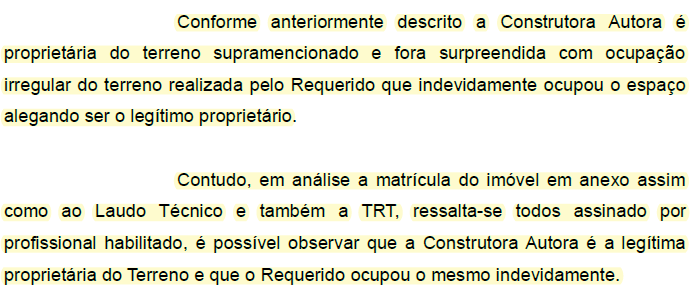 Conforme anteriormente descrito a Construtora Autora é
proprietária do terreno supramencionado e fora surpreendida com ocupação
irregular do terreno realizada pelo Requerido que indevidamente ocupou o espaço
alegando ser o legítimo proprietário.
Contudo, em análise a matrícula do imóvel em anexo assim
como ao Laudo Técnico e também a TRT, ressalta-se todos assinado por
profissional habilitado, é possível observar que a Construtora Autora é a legítima
proprietária do Terreno e que o Requerido ocupou o mesmo indevidamente.